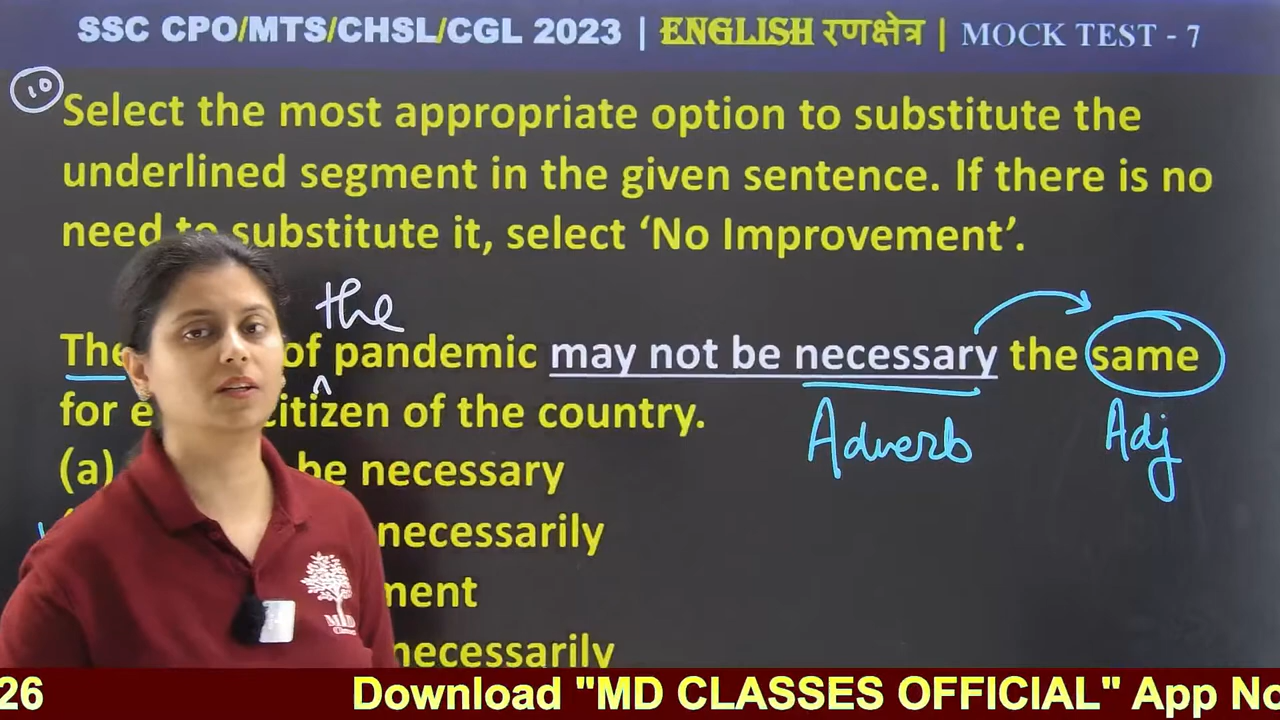 SSC CPO/MTS/CHSL/CGL 2023 | ENGLISH रणक्षेत्र | MOCK TEST - 7
10
Select the most appropriate option to substitute the
underlined segment in the given sentence. If there is no
need to substitute it, select ‘No Improvement’.
the
The of pandemic may not be necessary the same
for citizen of the country.
Adverb Adj
(a) be necessary
necessarily
necessarily
MD
Classes
26 Download "MD CLASSES OFFICIAL" App